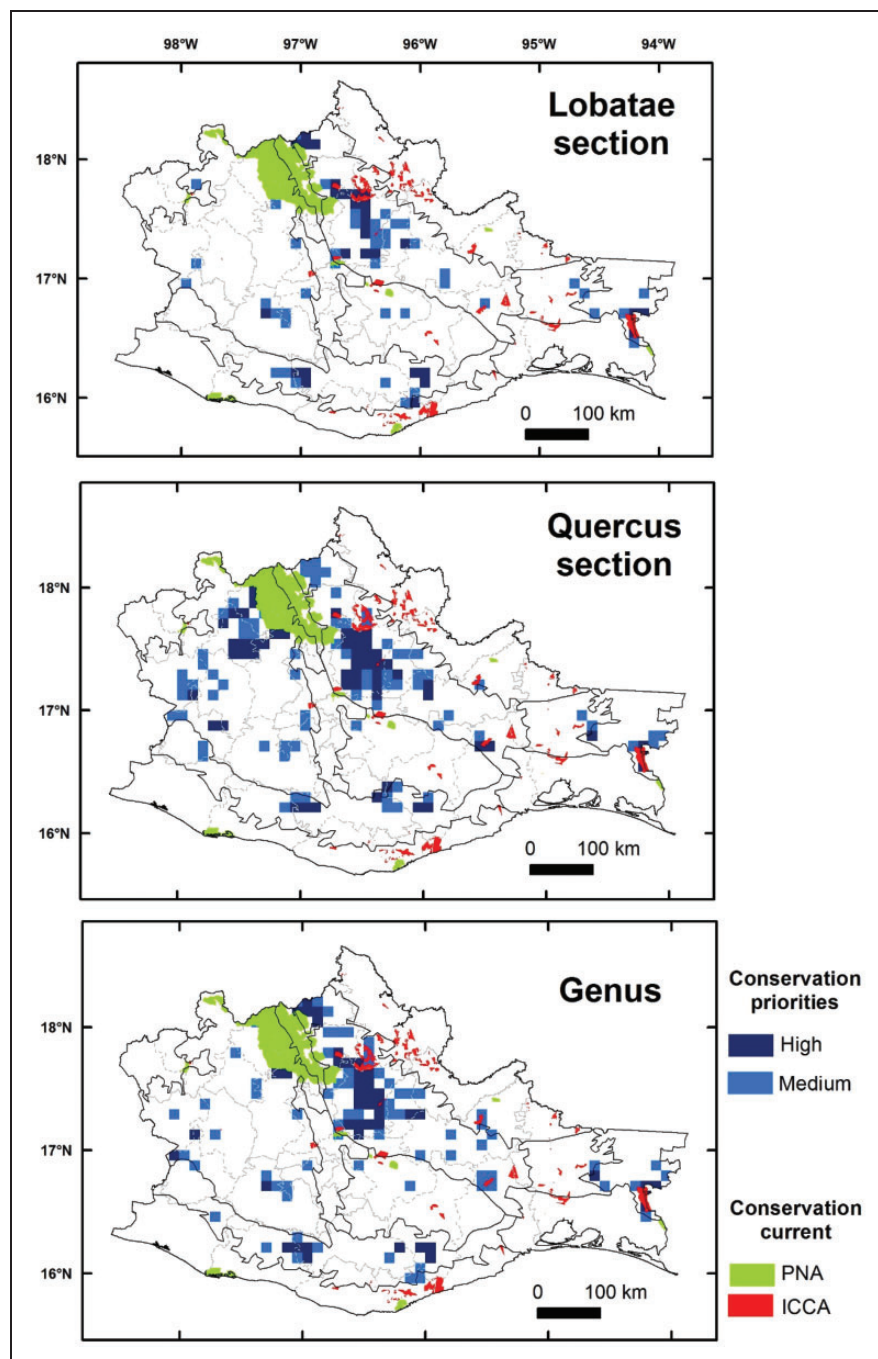 98°W 97°W 96°W 95°W 94°W
Lobatae
section
18°N
17°N
16°N
0 100 km
Quercus
section
18°N
17°N
16°N
0 100 km
Genus
18°N
17°N
16°N
0 100 km
Conservation
priorities
High
Medium
Conservation
current
PNA
ICCA